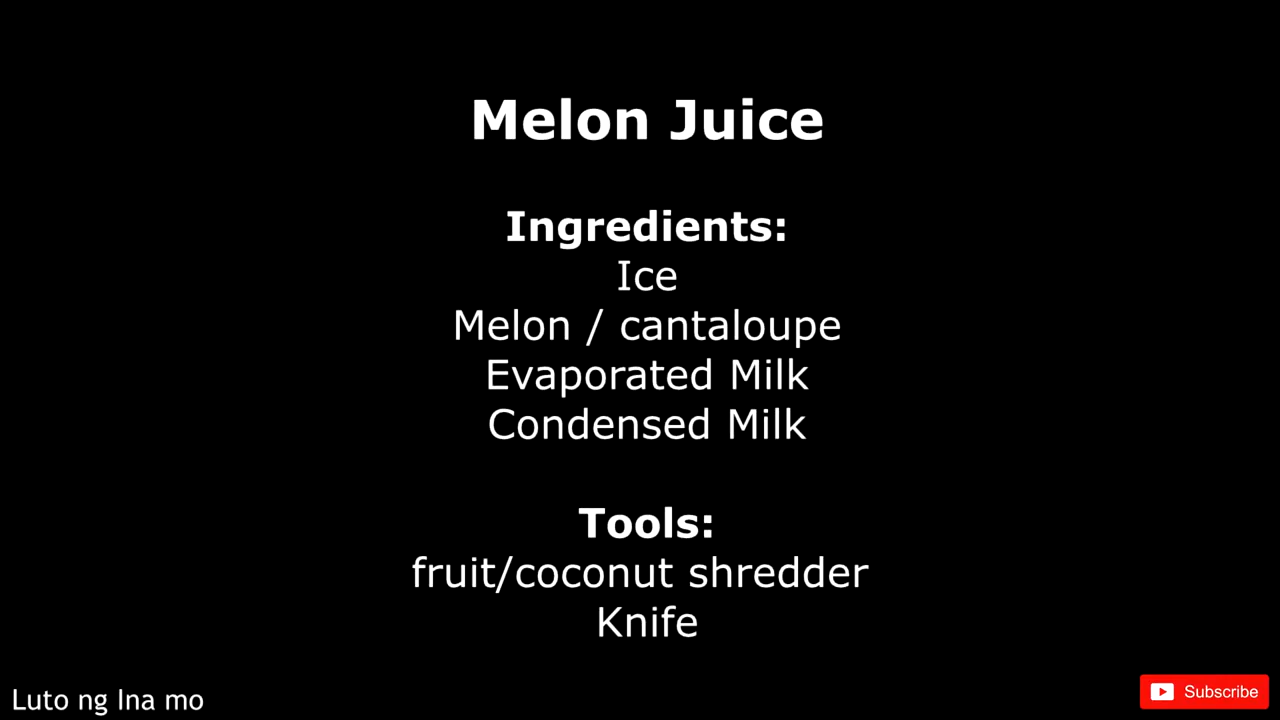 Melon Juice
Ingredients:
Ice
Melon / cantaloupe
Evaporated Milk
Condensed Milk
Tools:
fruit/coconut shredder
Knife
Luto ng Ina mo
Subscribe